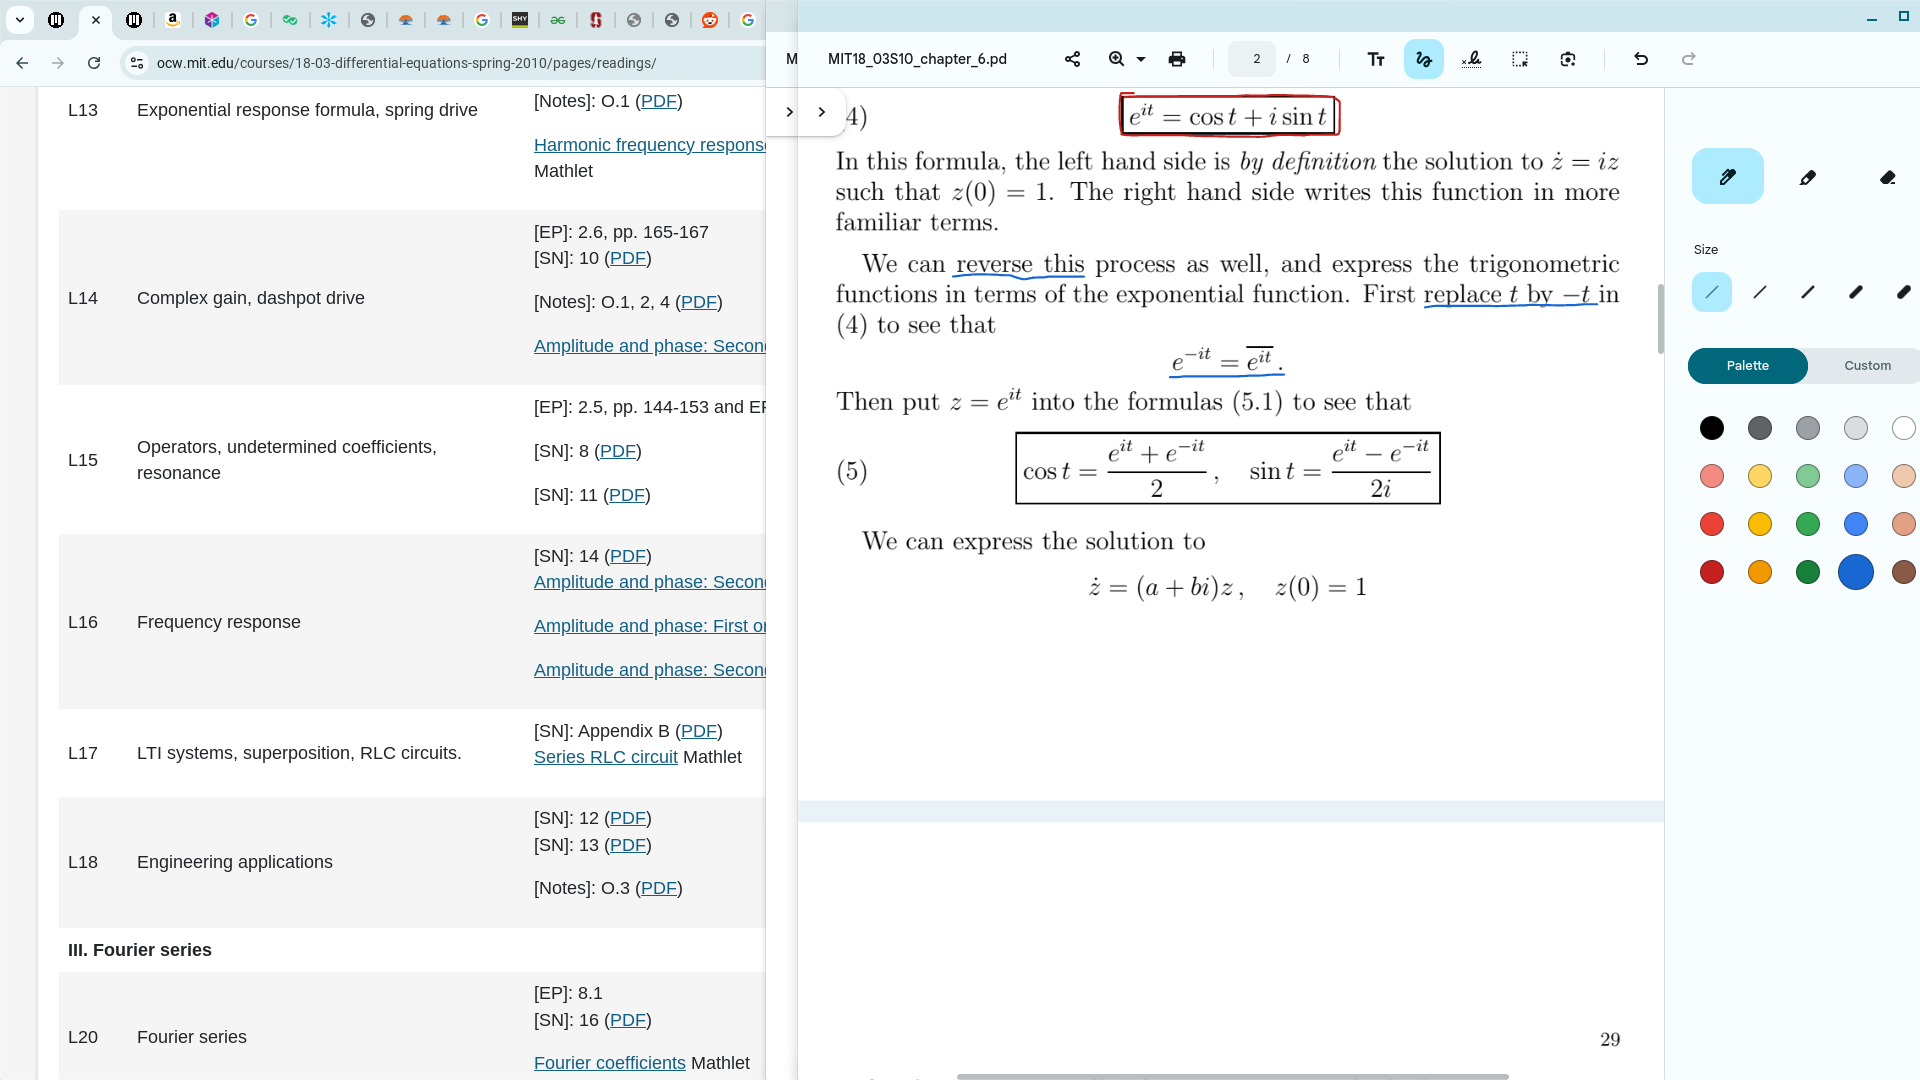 ocw.mit.edu/courses/18-03-differential-equations-spring-2010/pages/readings/
L13
Exponential response formula, spring drive
[Notes]: O.1 (PDF)
Harmonic frequency respons
Mathlet
L14
Complex gain, dashpot drive
[EP]: 2.6, pp. 165-167
[SN]: 10 (PDF)
[Notes]: O.1, 2, 4 (PDF)
Amplitude and phase: Secon
L15
Operators, undetermined coefficients,
resonance
[EP]: 2.5, pp. 144-153 and EP
[SN]: 8 (PDF)
[SN]: 11 (PDF)
L16
Frequency response
[SN]: 14 (PDF)
Amplitude and phase: Secon
Amplitude and phase: First o
Amplitude and phase: Secon
L17
LTI systems, superposition, RLC circuits.
[SN]: Appendix B (PDF)
Series RLC circuit Mathlet
L18
Engineering applications
[SN]: 12 (PDF)
[SN]: 13 (PDF)
[Notes]: O.3 (PDF)
III. Fourier series
L20
Fourier series
[EP]: 8.1
[SN]: 16 (PDF)
Fourier coefficients Mathlet
SHY
M
MIT18_03S10_chapter_6.pd
2 / 8
Tт
4)
e^{it} = cos t + i sin t
In this formula, the left hand side is by definition the solution to ż = iz
such that z(0) = 1. The right hand side writes this function in more
familiar terms.
We can reverse this process as well, and express the trigonometric
functions in terms of the exponential function. First replace t by −t in
(4) to see that
e^{−it} = \overline{e^{it}}.
Then put z = e^{it} into the formulas (5.1) to see that
(5)
cos t = \frac{e^{it} + e^{−it}}{2}, sin t = \frac{e^{it} − e^{−it}}{2i}
We can express the solution to
ż = (a + bi)z, z(0) = 1
29
Size
Palette
Custom